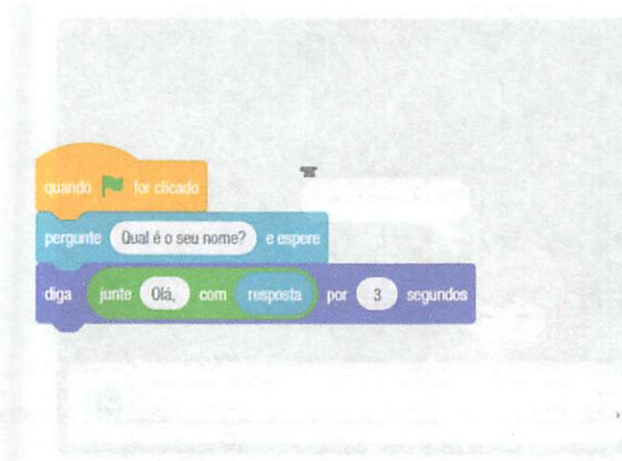 quando for clicado
pergunte Qual é o seu nome? e espere
diga junte Olá, com resposta por 3 segundos